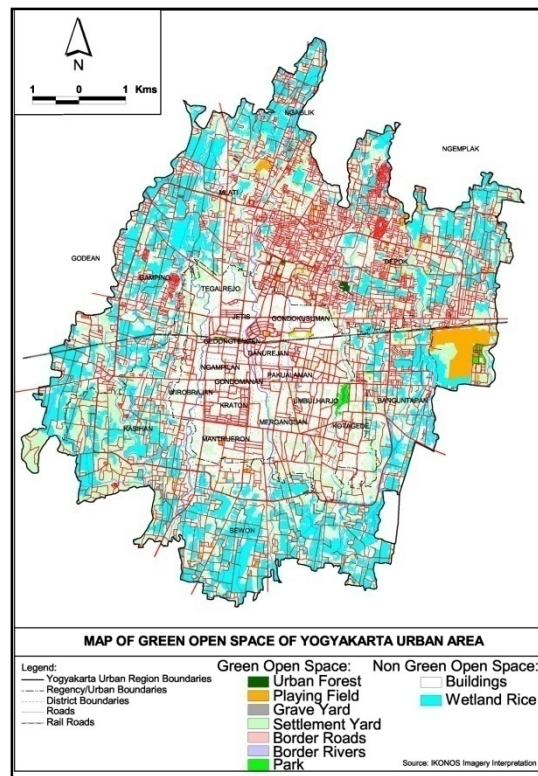 N
1 0 1 Kms
NGAGLIK
NGEMPLAK
MLATI
GODEAN
DEPOK
GAMPING
TEGALREJO
JETIS
GONDOKUSUMAN
GEDONGTENGEN
DANUREJAN
NGAMPILAN
PAKUALAMAN
GONDOMANAN
WIROBRAJAN
UMBULHARJO
BANGUNTAPAN
KRATON
MERGANGSAN
KOTAGEDE
KASIHAN
MANTRIJERON
SEWON
MAP OF GREEN OPEN SPACE OF YOGYAKARTA URBAN AREA
Legend:
Yogyakarta Urban Region Boundaries
Regency/Urban Boundaries
District Boundaries
Roads
Rail Roads
Green Open Space:
Urban Forest
Playing Field
Grave Yard
Settlement Yard
Border Roads
Border Rivers
Park
Non Green Open Space:
Buildings
Wetland Rice
Source: IKONOS Imagery Interpretation